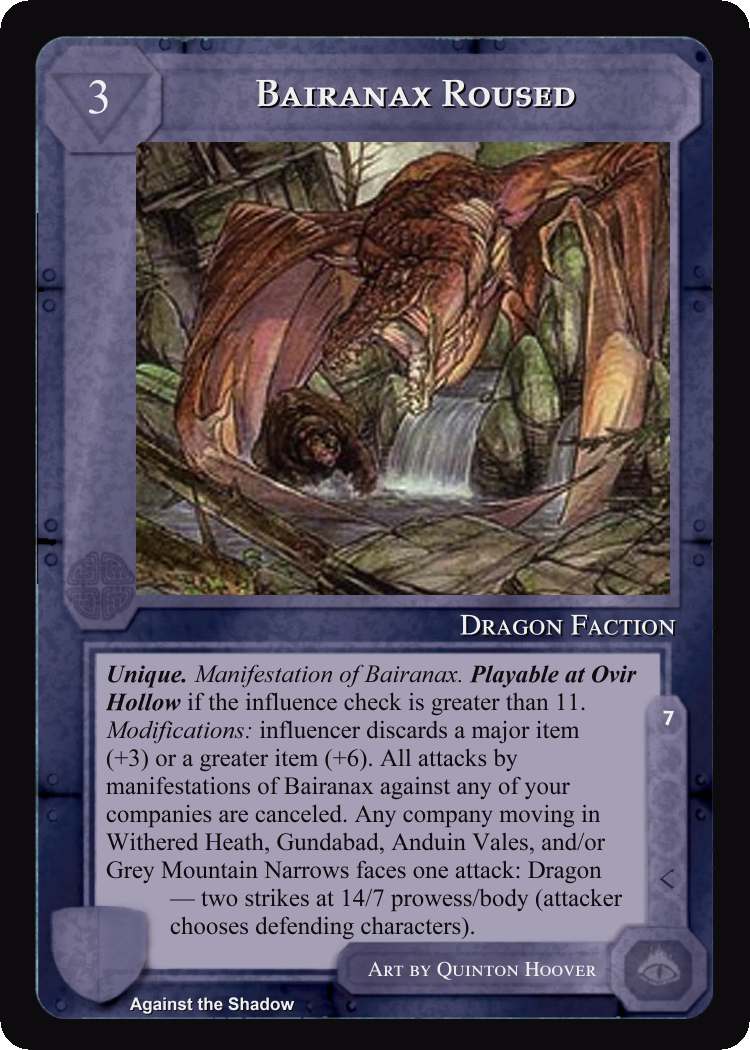 3
Bairanax Roused
Dragon Faction
Unique. Manifestation of Bairanax. Playable at Ovir
Hollow if the influence check is greater than 11.
Modifications: influencer discards a major item
(+3) or a greater item (+6). All attacks by
manifestations of Bairanax against any of your
companies are canceled. Any company moving in
Withered Heath, Gundabad, Anduin Vales, and/or
Grey Mountain Narrows faces one attack: Dragon
— two strikes at 14/7 prowess/body (attacker
chooses defending characters).
7
Art by Quinton Hoover
Against the Shadow